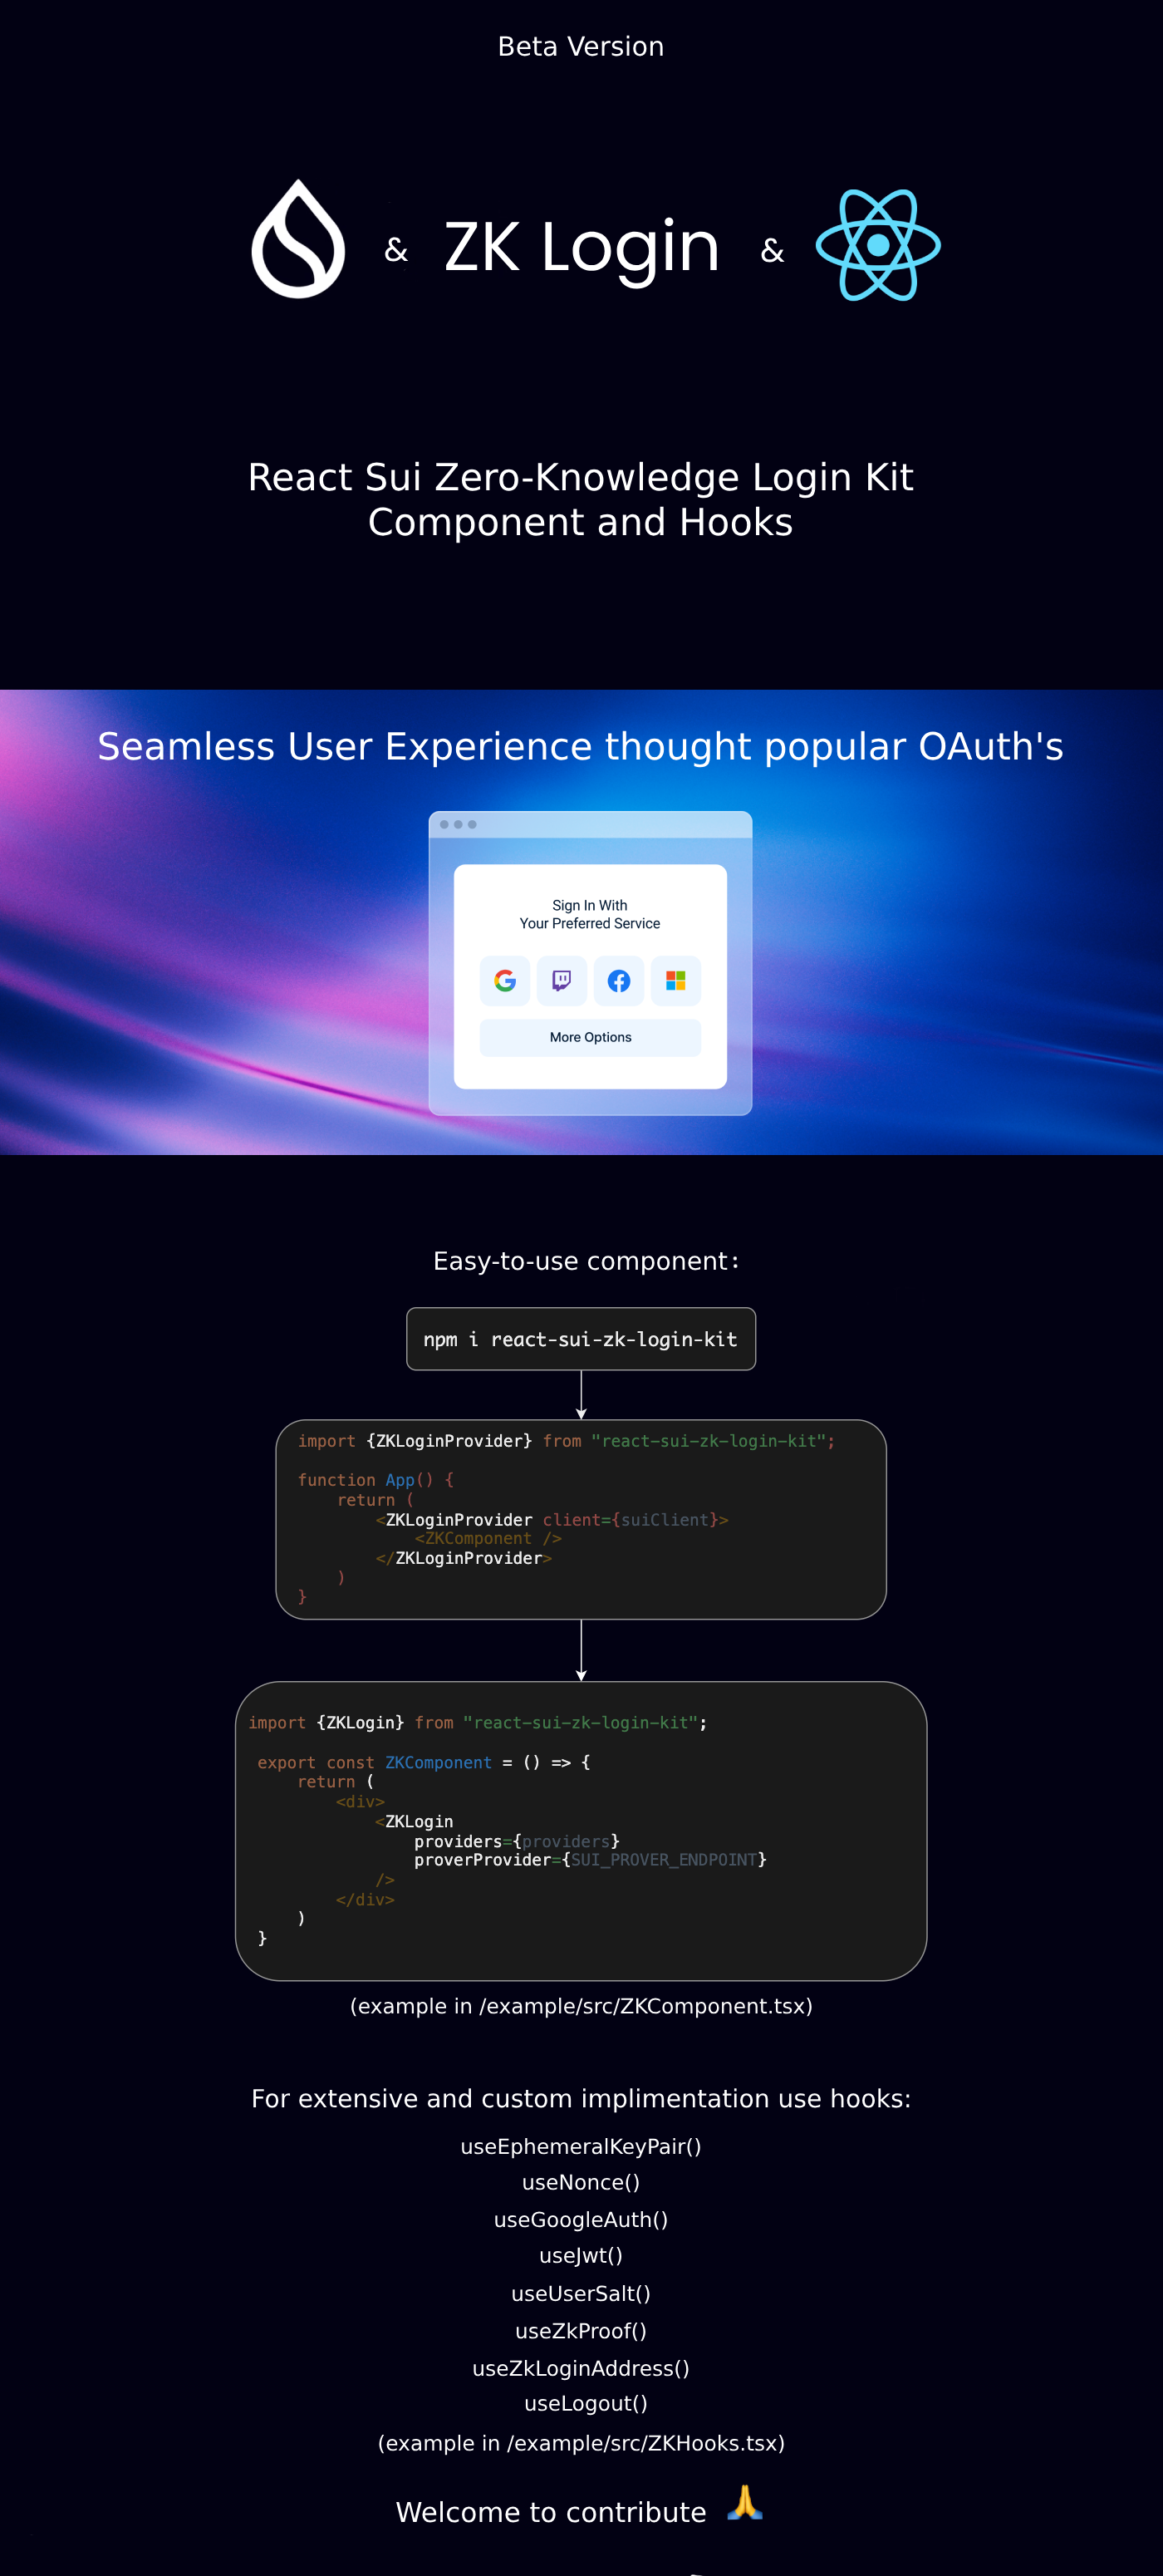 Beta Version
& ZK Login &
React Sui Zero-Knowledge Login Kit
Component and Hooks
Seamless User Experience thought popular OAuth's
Sign In With
Your Preferred Service
More Options
Easy-to-use component:
npm i react-sui-zk-login-kit
import {ZKLoginProvider} from "react-sui-zk-login-kit";
function App() {
return (
<ZKLoginProvider client={suiClient}>
<ZKComponent />
</ZKLoginProvider>
)
}
import {ZKLogin} from "react-sui-zk-login-kit";
export const ZKComponent = () => {
return (
<div>
<ZKLogin
providers={providers}
proverProvider={SUI_PROVER_ENDPOINT}
/>
</div>
)
}
(example in /example/src/ZKComponent.tsx)
For extensive and custom implimentation use hooks:
useEphemeralKeyPair()
useNonce()
useGoogleAuth()
useJwt()
useUserSalt()
useZkProof()
useZkLoginAddress()
useLogout()
(example in /example/src/ZKHooks.tsx)
Welcome to contribute 🙏